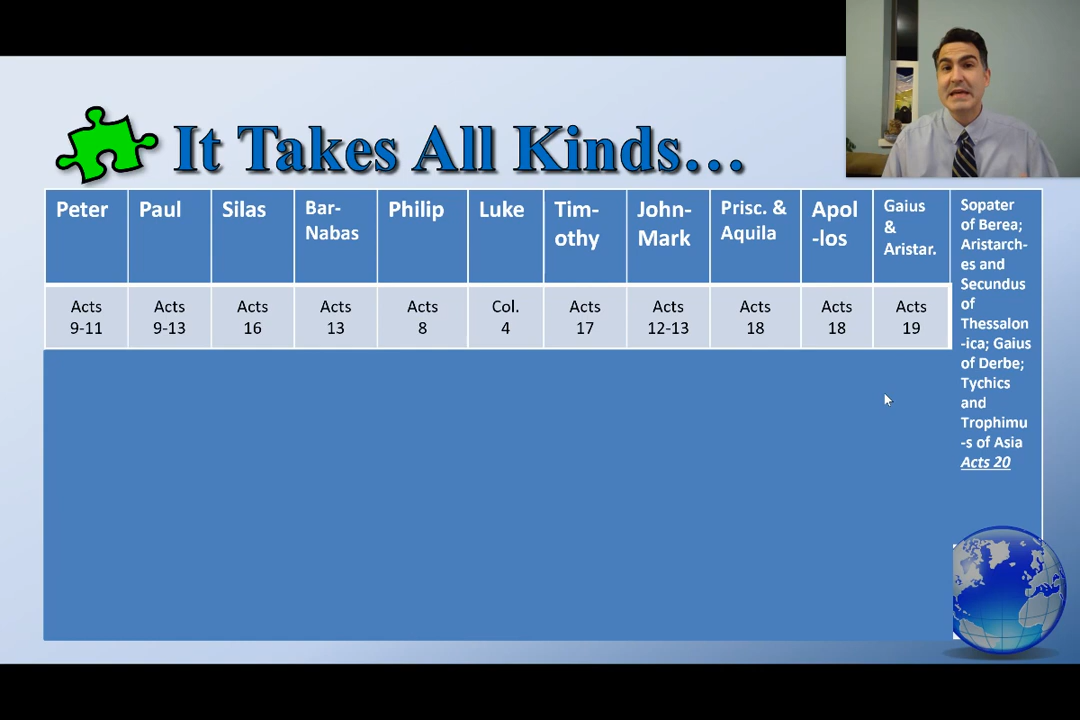 It Takes All Kinds…
Peter
Paul
Silas
Bar-
Nabas
Philip
Luke
Tim-
othy
John-
Mark
Prisc. &
Aquila
Apol
-los
Gaius
&
Aristar.
Sopater
of Berea;
Aristarch-
es and
Secundus
of
Thessalon
-ica; Gaius
of Derbe;
Tychics
and
Trophimu
-s of Asia
Acts 20
Acts
9-11
Acts
9-13
Acts
16
Acts
13
Acts
8
Col.
4
Acts
17
Acts
12-13
Acts
18
Acts
18
Acts
19